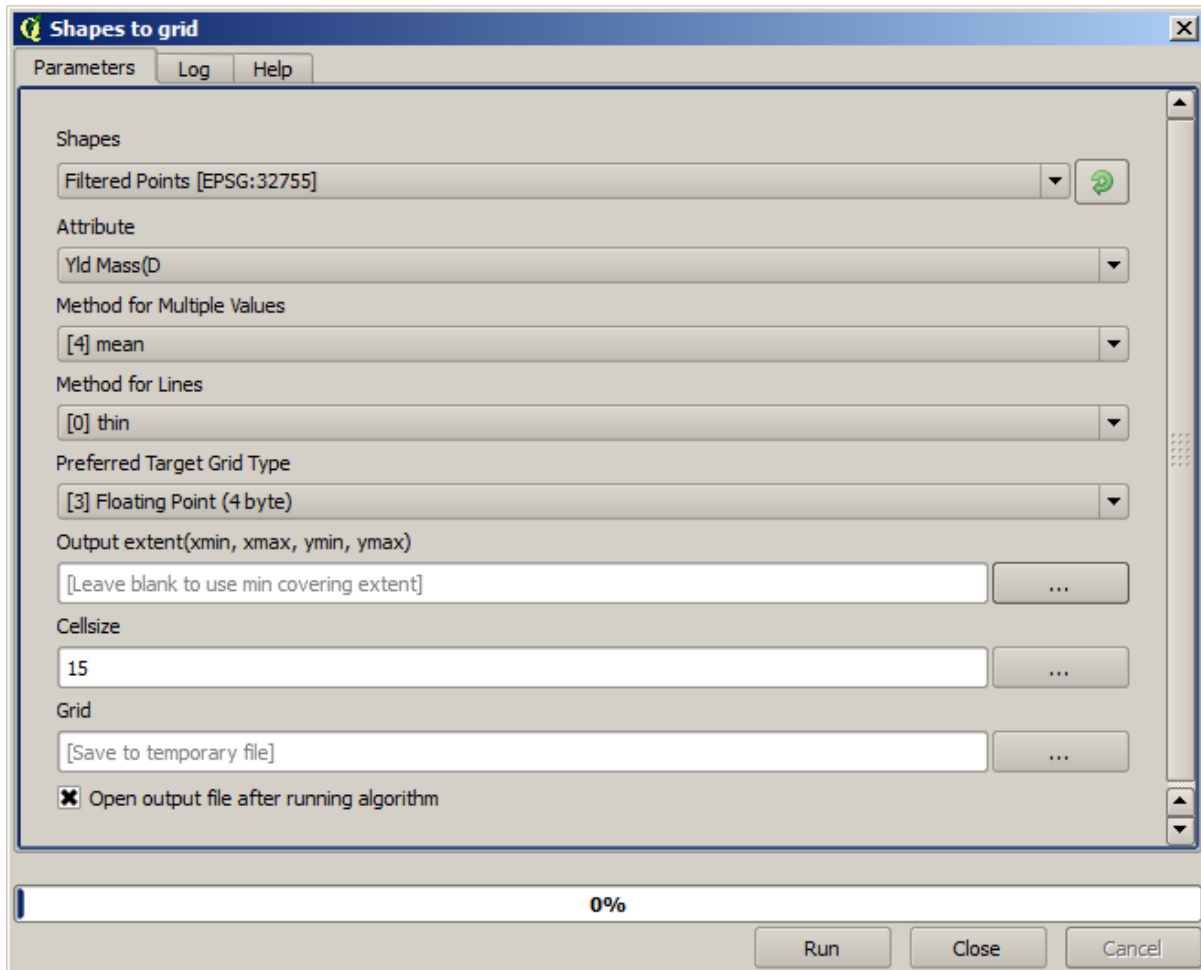 Shapes to grid
Parameters Log Help
Shapes
Filtered Points [EPSG:32755]
Attribute
Yld Mass(D
Method for Multiple Values
[4] mean
Method for Lines
[0] thin
Preferred Target Grid Type
[3] Floating Point (4 byte)
Output extent(xmin, xmax, ymin, ymax)
[Leave blank to use min covering extent] ...
Cellsize
15 ...
Grid
[Save to temporary file] ...
Open output file after running algorithm
0%
Run Close Cancel